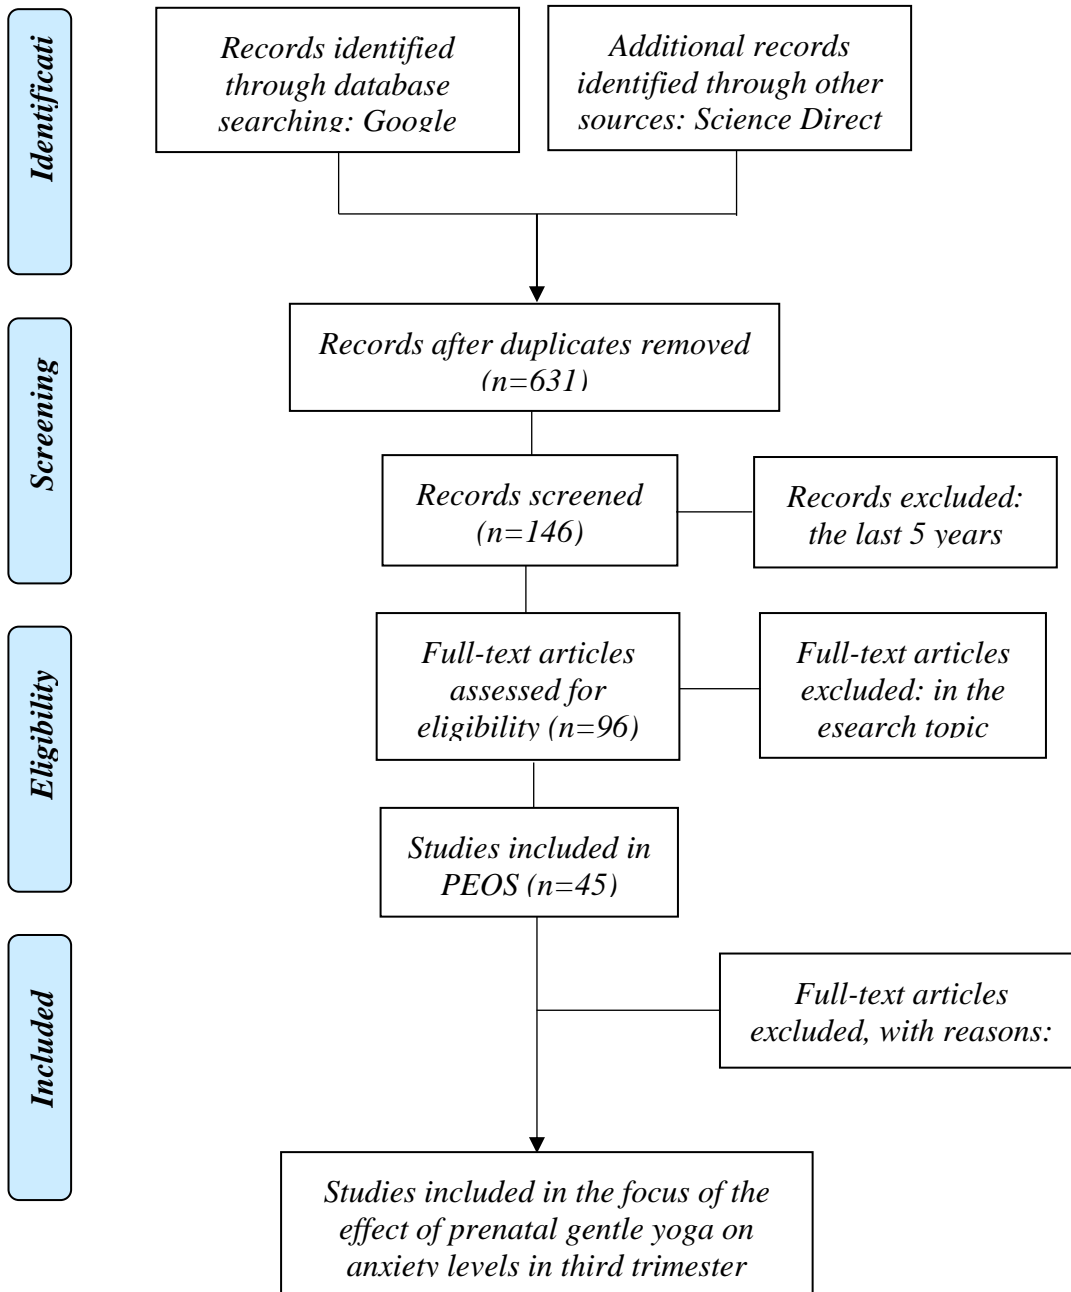 Identificati
Records identified
through database
searching: Google
Additional records
identified through other
sources: Science Direct
Screening
Records after duplicates removed
(n=631)
Records screened
(n=146)
Records excluded:
the last 5 years
Eligibility
Full-text articles
assessed for
eligibility (n=96)
Full-text articles
excluded: in the
esearch topic
Studies included in
PEOS (n=45)
Included
Full-text articles
excluded, with reasons:
Studies included in the focus of the
effect of prenatal gentle yoga on
anxiety levels in third trimester